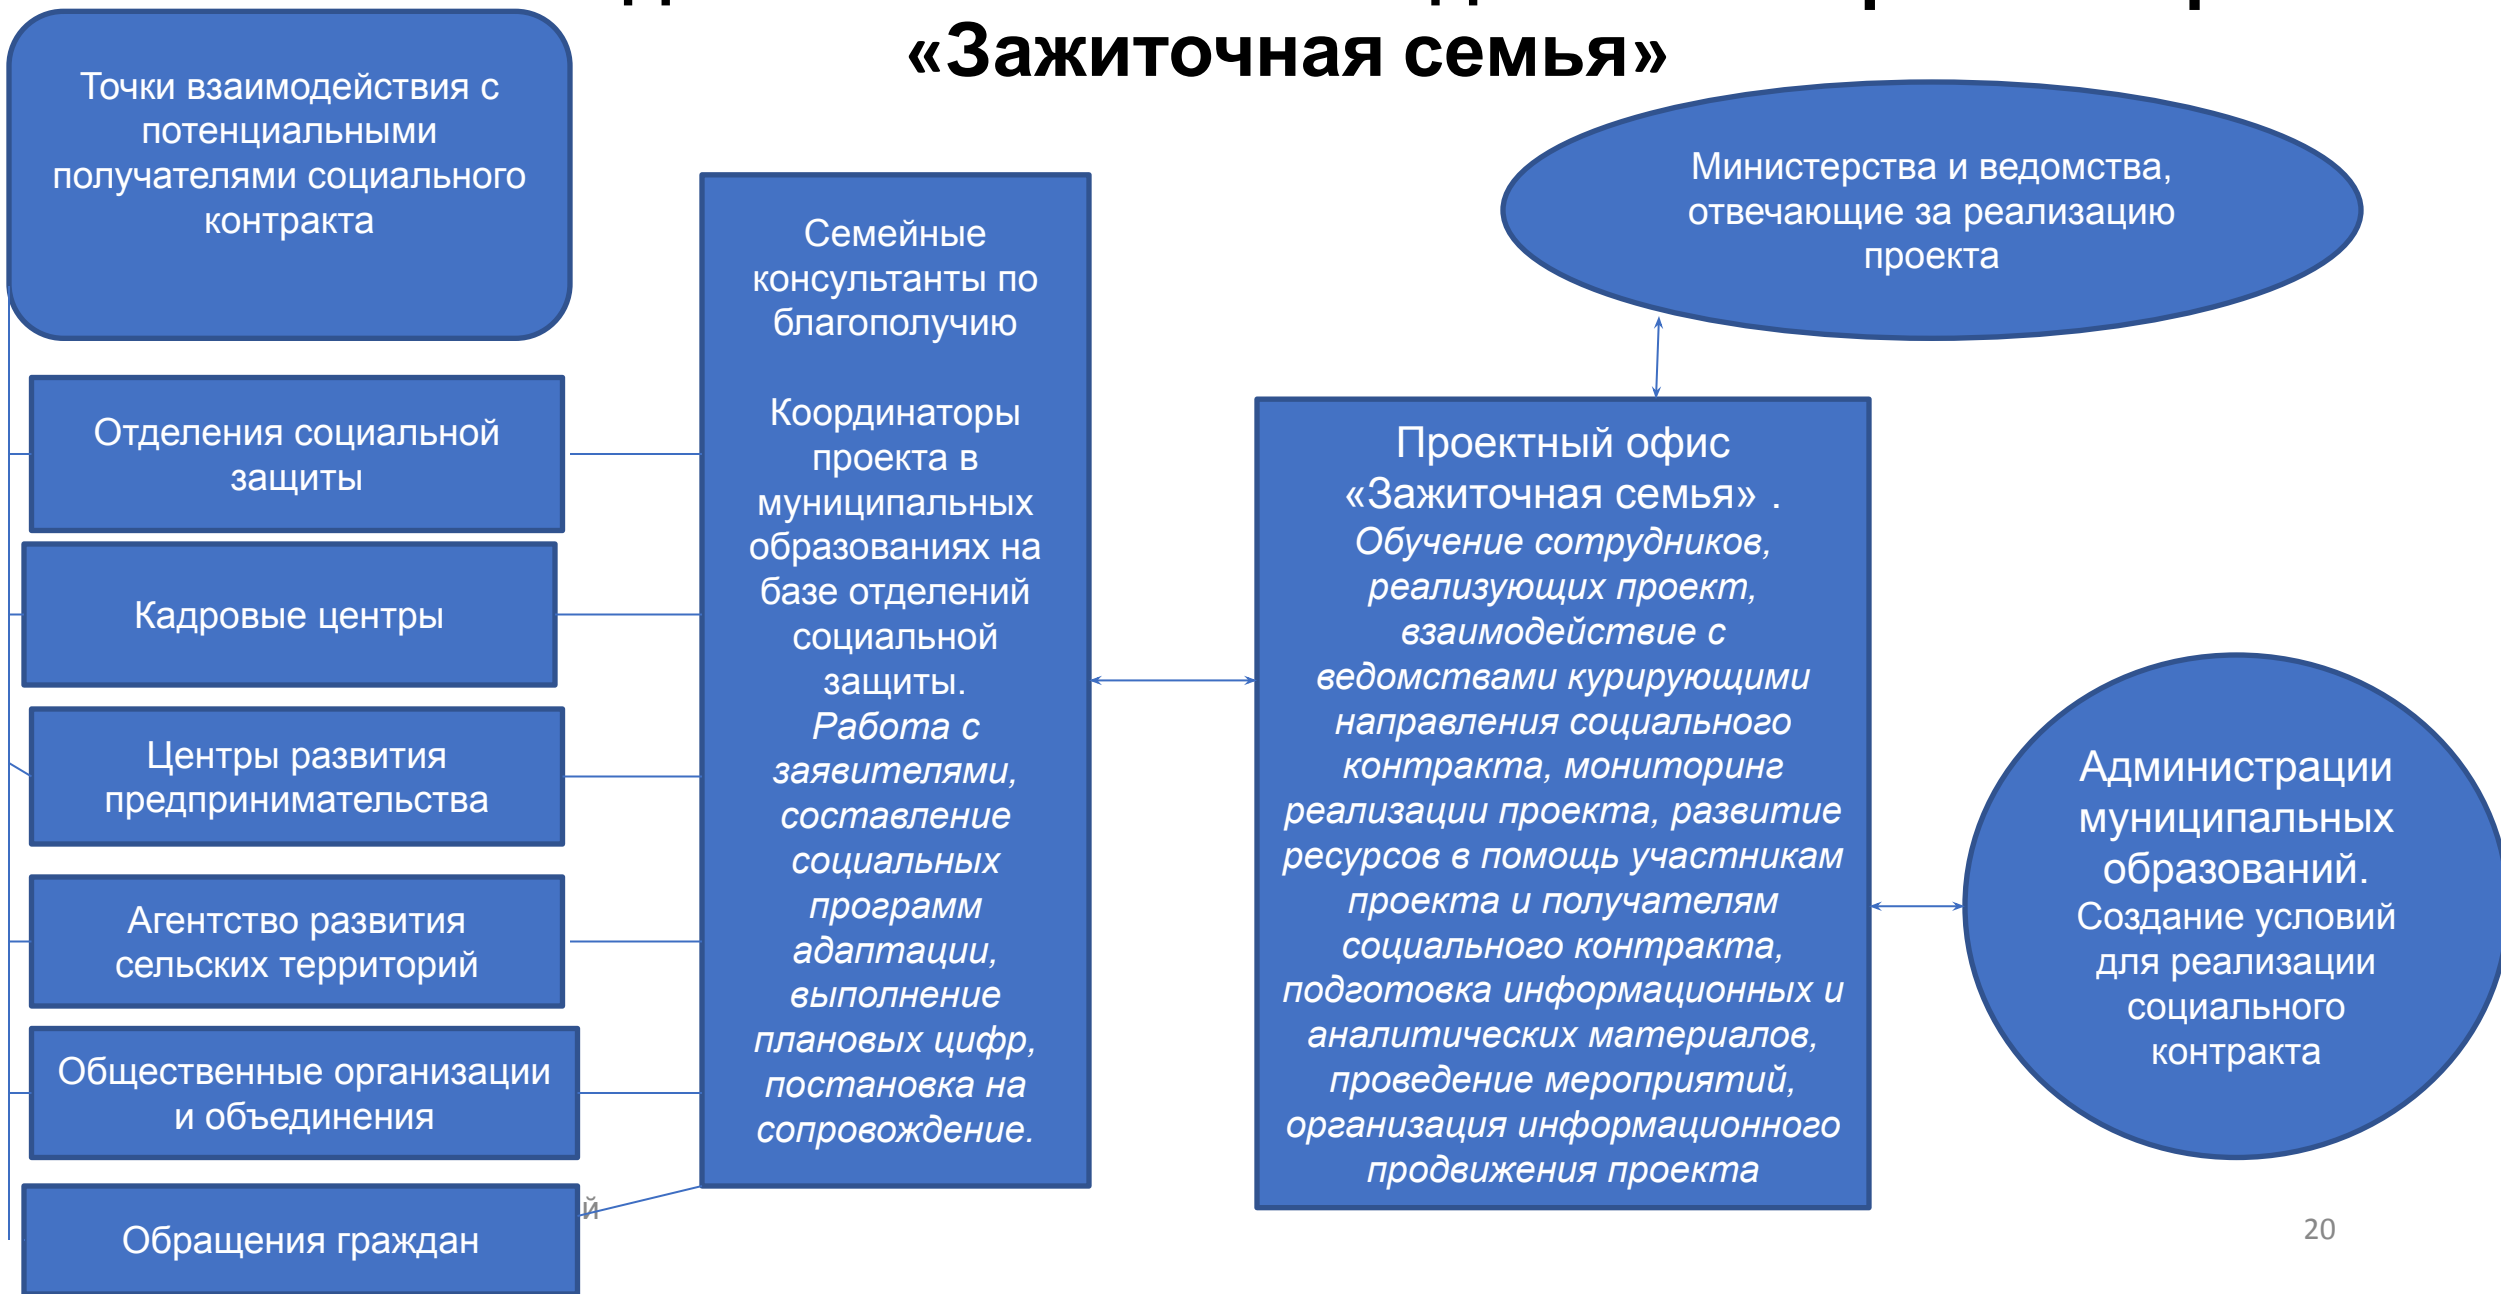 «Зажиточная семья»
Точки взаимодействия с
потенциальными
получателями социального
контракта
Отделения социальной
защиты
Кадровые центры
Центры развития
предпринимательства
Агентство развития
сельских территорий
Общественные организации
и объединения
Обращения граждан
й
Семейные
консультанты по
благополучию
Координаторы
проекта в
муниципальных
образованиях на
базе отделений
социальной
защиты.
Работа с
заявителями,
составление
социальных
программ
адаптации,
выполнение
плановых цифр,
постановка на
сопровождение.
Министерства и ведомства,
отвечающие за реализацию
проекта
Проектный офис
«Зажиточная семья» .
Обучение сотрудников,
реализующих проект,
взаимодействие с
ведомствами курирующими
направления социального
контракта, мониторинг
реализации проекта, развитие
ресурсов в помощь участникам
проекта и получателям
социального контракта,
подготовка информационных и
аналитических материалов,
проведение мероприятий,
организация информационного
продвижения проекта
Администрации
муниципальных
образований.
Создание условий
для реализации
социального
контракта
20